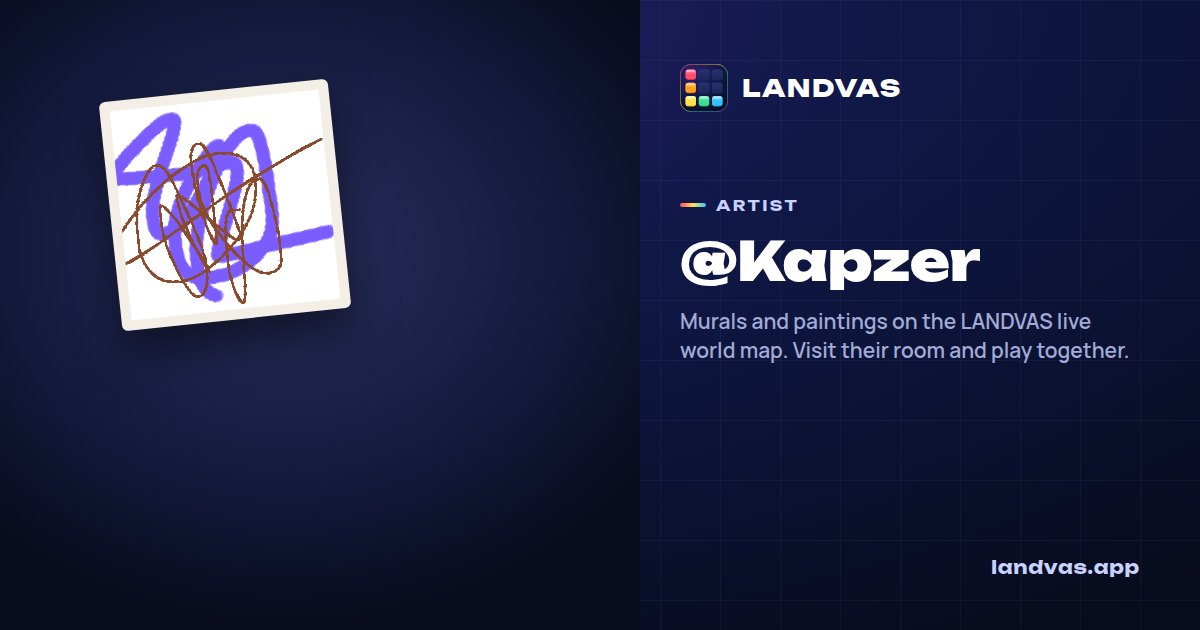 LANDVAS
ARTIST
@Kapzer
Murals and paintings on the LANDVAS live
world map. Visit their room and play together.
landvas.app